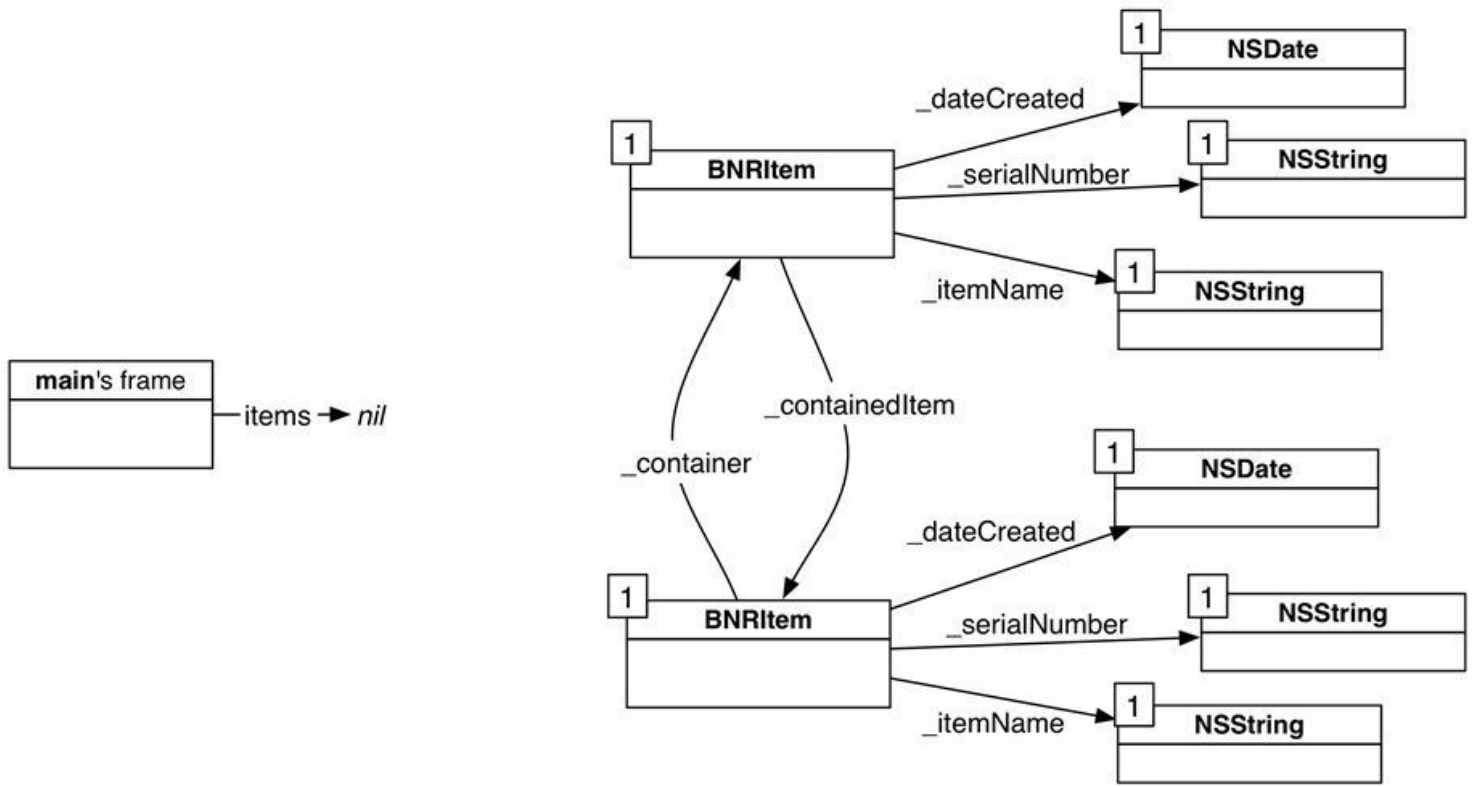 1
NSDate
_dateCreated
1
BNRItem
1
NSString
_serialNumber
1
NSString
_itemName
main's frame
items
nil
_containedItem
_container
1
NSDate
_dateCreated
1
BNRItem
1
NSString
_serialNumber
1
NSString
_itemName